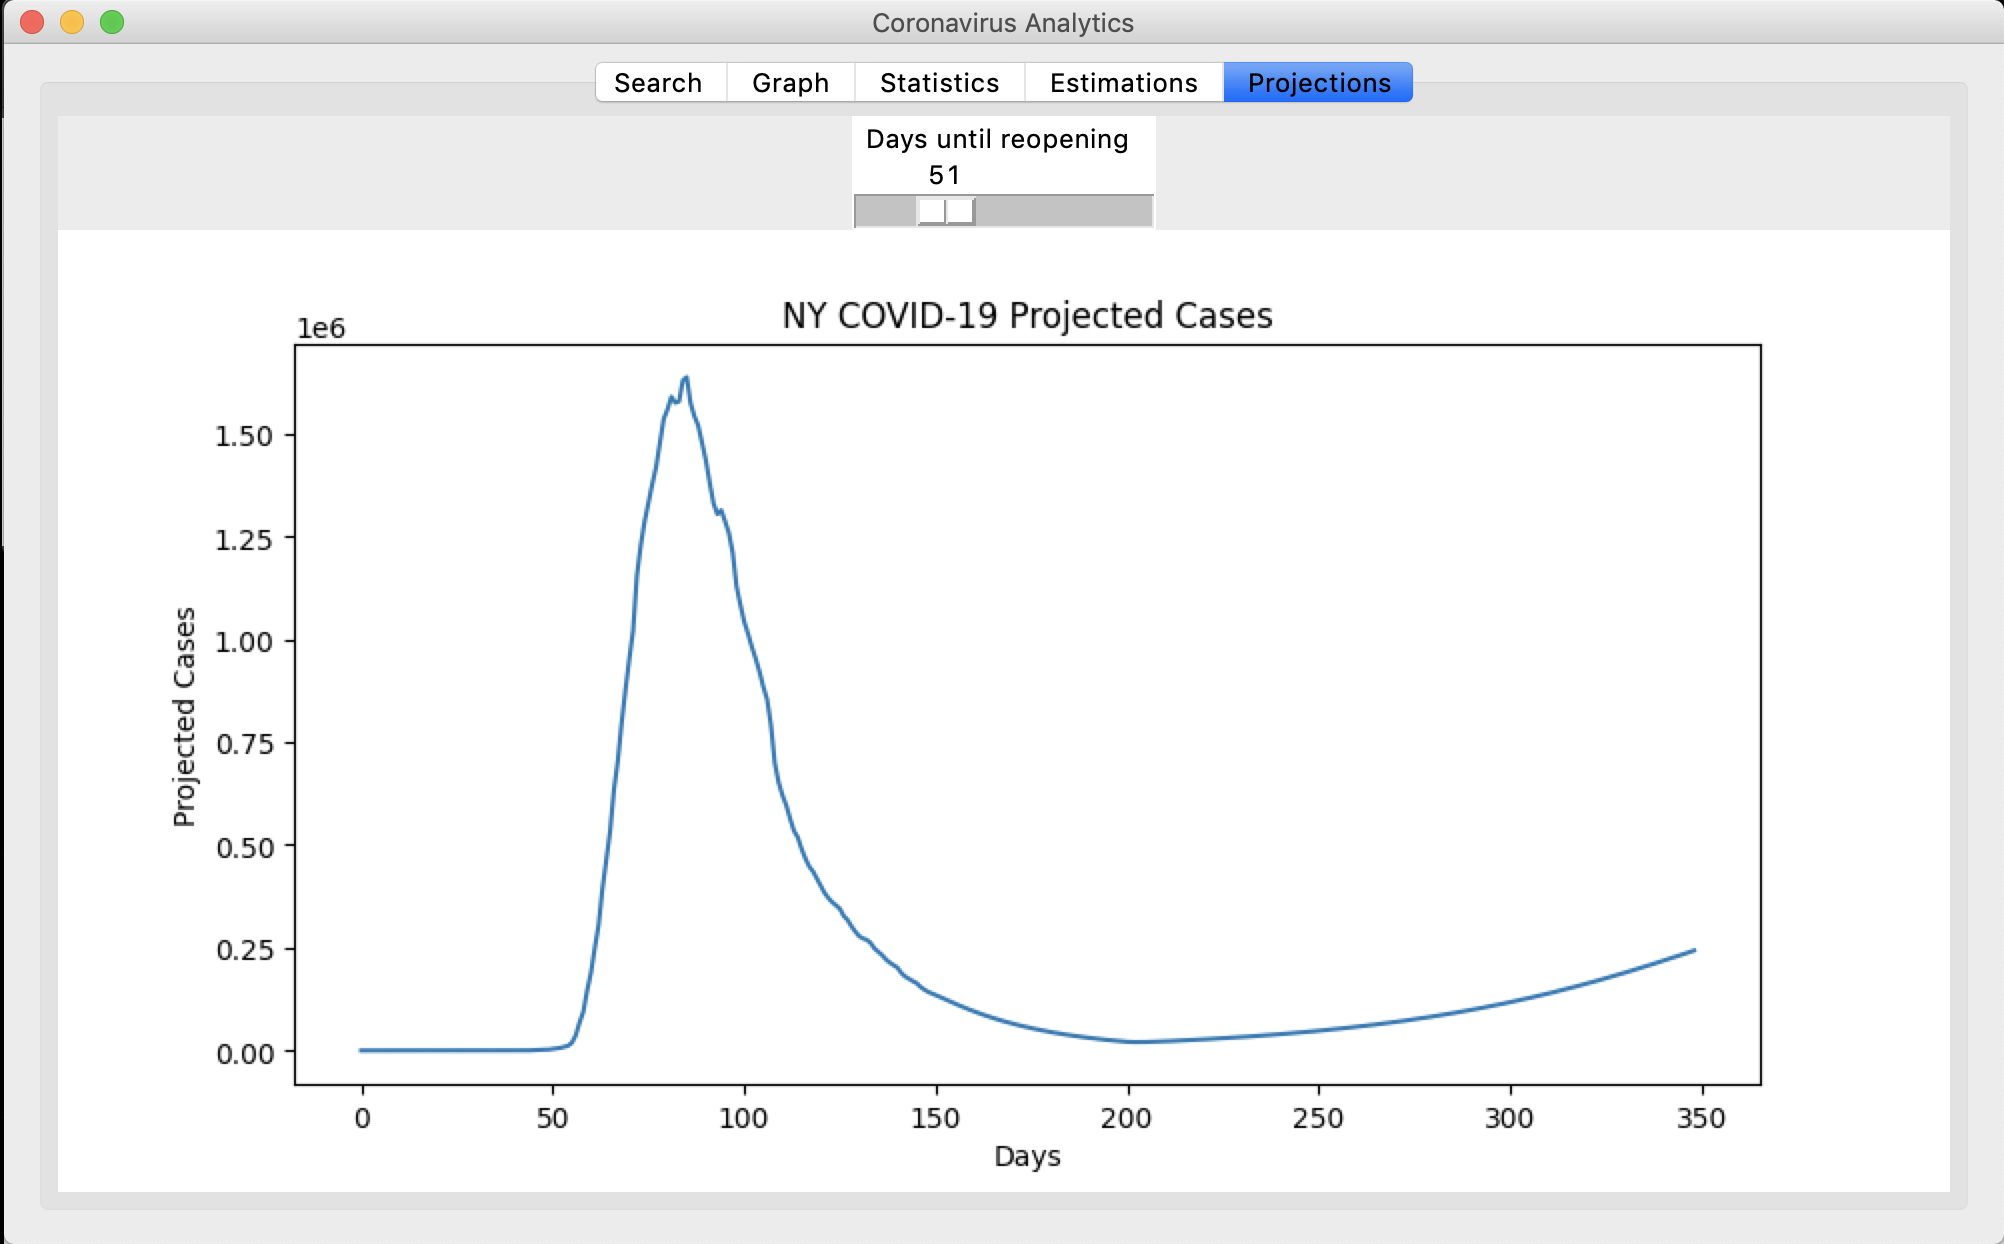 Coronavirus Analytics
Search Graph Statistics Estimations Projections
Days until reopening
51
NY COVID-19 Projected Cases
1e6
1.50
1.25
1.00
0.75
0.50
0.25
0.00
Projected Cases
0 50 100 150 200 250 300 350
Days